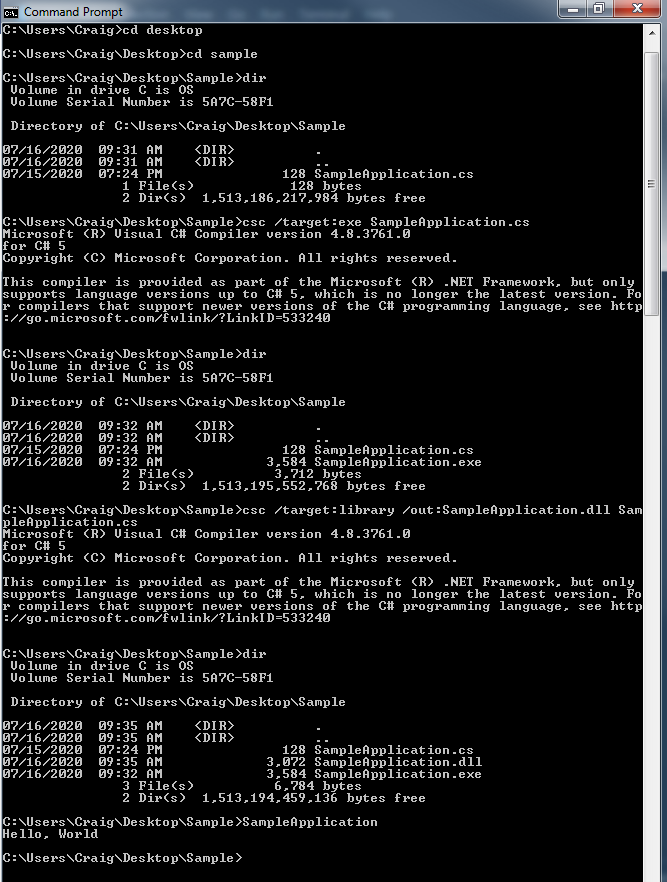 Command Prompt
C:\Users\Craig>cd desktop
C:\Users\Craig\Desktop>cd sample
C:\Users\Craig\Desktop\Sample>dir
 Volume in drive C is OS
 Volume Serial Number is 5A7C-58F1
 Directory of C:\Users\Craig\Desktop\Sample
07/16/2020  09:31 AM    <DIR>          .
07/16/2020  09:31 AM    <DIR>          ..
07/15/2020  07:24 PM               128 SampleApplication.cs
               1 File(s)            128 bytes
               2 Dir(s)  1,513,186,217,984 bytes free
C:\Users\Craig\Desktop\Sample>csc /target:exe SampleApplication.cs
Microsoft (R) Visual C# Compiler version 4.8.3761.0
for C# 5
Copyright (C) Microsoft Corporation. All rights reserved.
This compiler is provided as part of the Microsoft (R) .NET Framework, but only
supports language versions up to C# 5, which is no longer the latest version. Fo
r compilers that support newer versions of the C# programming language, see http
://go.microsoft.com/fwlink/?LinkID=533240
C:\Users\Craig\Desktop\Sample>dir
 Volume in drive C is OS
 Volume Serial Number is 5A7C-58F1
 Directory of C:\Users\Craig\Desktop\Sample
07/16/2020  09:32 AM    <DIR>          .
07/16/2020  09:32 AM    <DIR>          ..
07/15/2020  07:24 PM               128 SampleApplication.cs
07/16/2020  09:32 AM             3,584 SampleApplication.exe
               2 File(s)          3,712 bytes
               2 Dir(s)  1,513,195,552,768 bytes free
C:\Users\Craig\Desktop\Sample>csc /target:library /out:SampleApplication.dll Sam
pleApplication.cs
Microsoft (R) Visual C# Compiler version 4.8.3761.0
for C# 5
Copyright (C) Microsoft Corporation. All rights reserved.
This compiler is provided as part of the Microsoft (R) .NET Framework, but only
supports language versions up to C# 5, which is no longer the latest version. Fo
r compilers that support newer versions of the C# programming language, see http
://go.microsoft.com/fwlink/?LinkID=533240
C:\Users\Craig\Desktop\Sample>dir
 Volume in drive C is OS
 Volume Serial Number is 5A7C-58F1
 Directory of C:\Users\Craig\Desktop\Sample
07/16/2020  09:35 AM    <DIR>          .
07/16/2020  09:35 AM    <DIR>          ..
07/15/2020  07:24 PM               128 SampleApplication.cs
07/16/2020  09:35 AM             3,072 SampleApplication.dll
07/16/2020  09:32 AM             3,584 SampleApplication.exe
               3 File(s)          6,784 bytes
               2 Dir(s)  1,513,194,459,136 bytes free
C:\Users\Craig\Desktop\Sample>SampleApplication
Hello, World
C:\Users\Craig\Desktop\Sample>